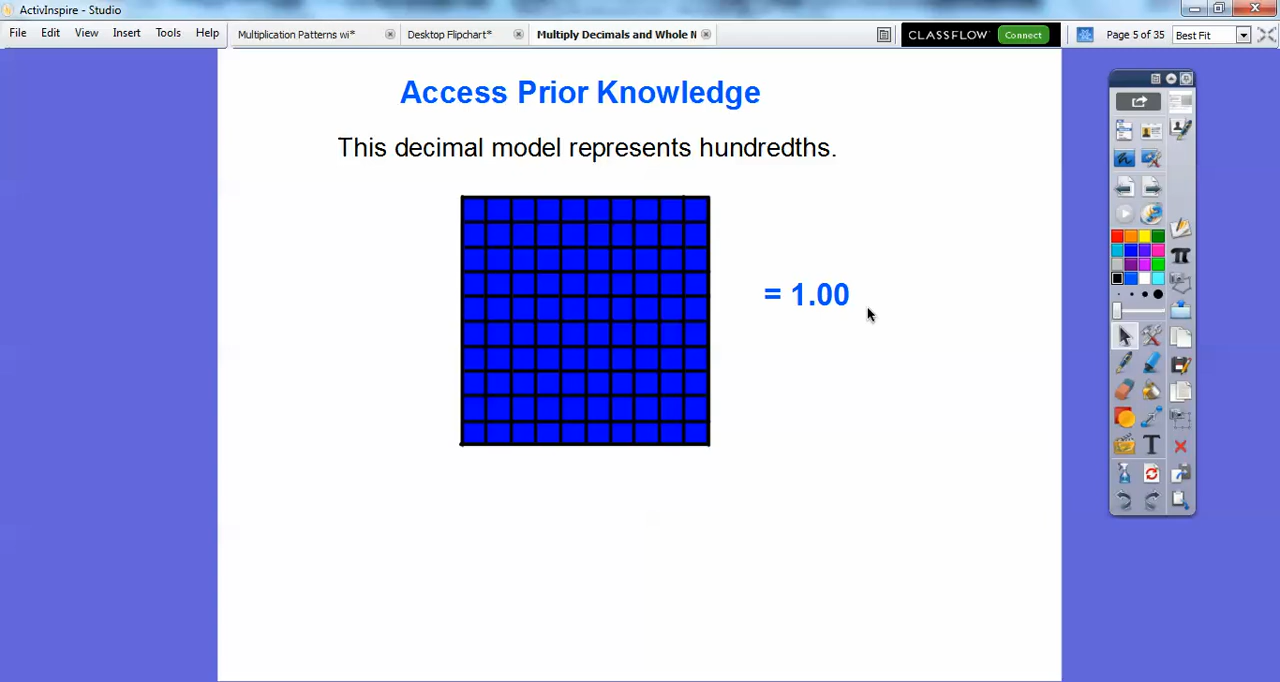 ActivInspire - Studio
File Edit View Insert Tools Help Multiplication Patterns wi* Desktop Flipchart* Multiply Decimals and Whole N CLASSFLOW Connect Page 5 of 35 Best Fit
Access Prior Knowledge
This decimal model represents hundredths.
= 1.00